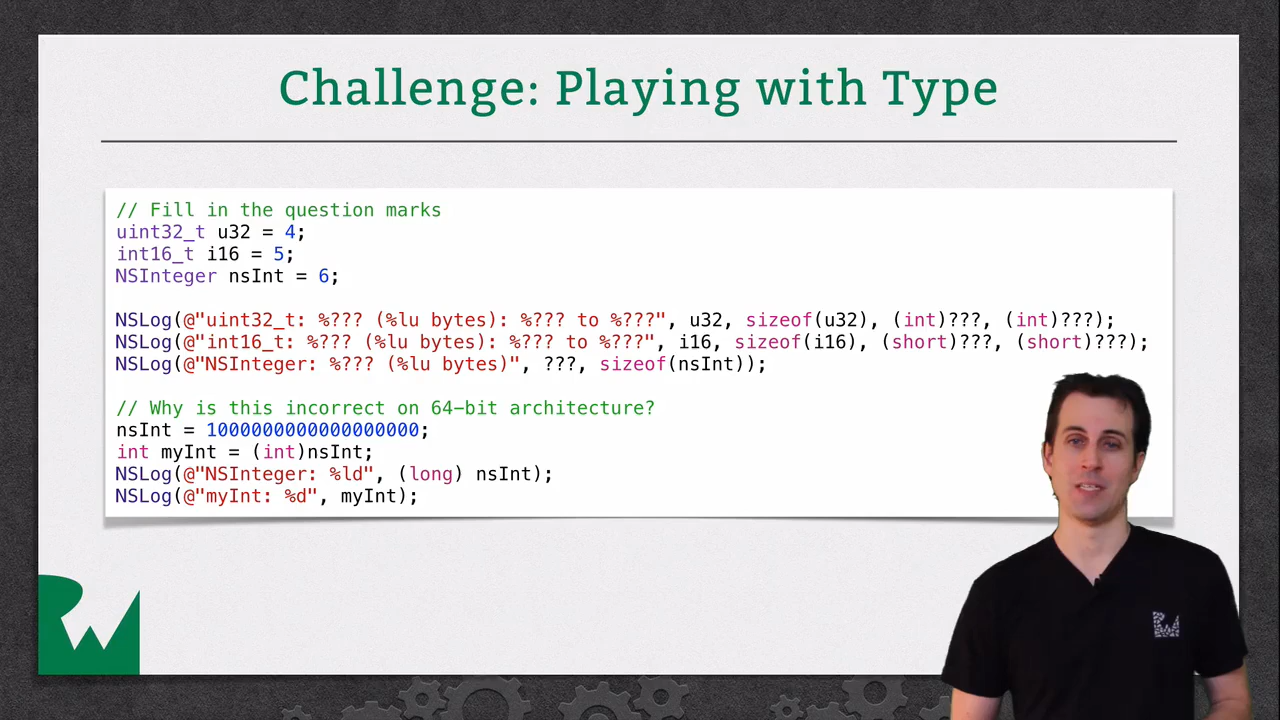 Challenge: Playing with Type
// Fill in the question marks
uint32_t u32 = 4;
int16_t i16 = 5;
NSInteger nsInt = 6;
NSLog(@"uint32_t: %??? (%lu bytes): %??? to %???", u32, sizeof(u32), (int)???, (int)???);
NSLog(@"int16_t: %??? (%lu bytes): %??? to %???", i16, sizeof(i16), (short)???, (short)???);
NSLog(@"NSInteger: %??? (%lu bytes)", ???, sizeof(nsInt));
// Why is this incorrect on 64-bit architecture?
nsInt = 1000000000000000000;
int myInt = (int)nsInt;
NSLog(@"NSInteger: %ld", (long) nsInt);
NSLog(@"myInt: %d", myInt);
RW
RW